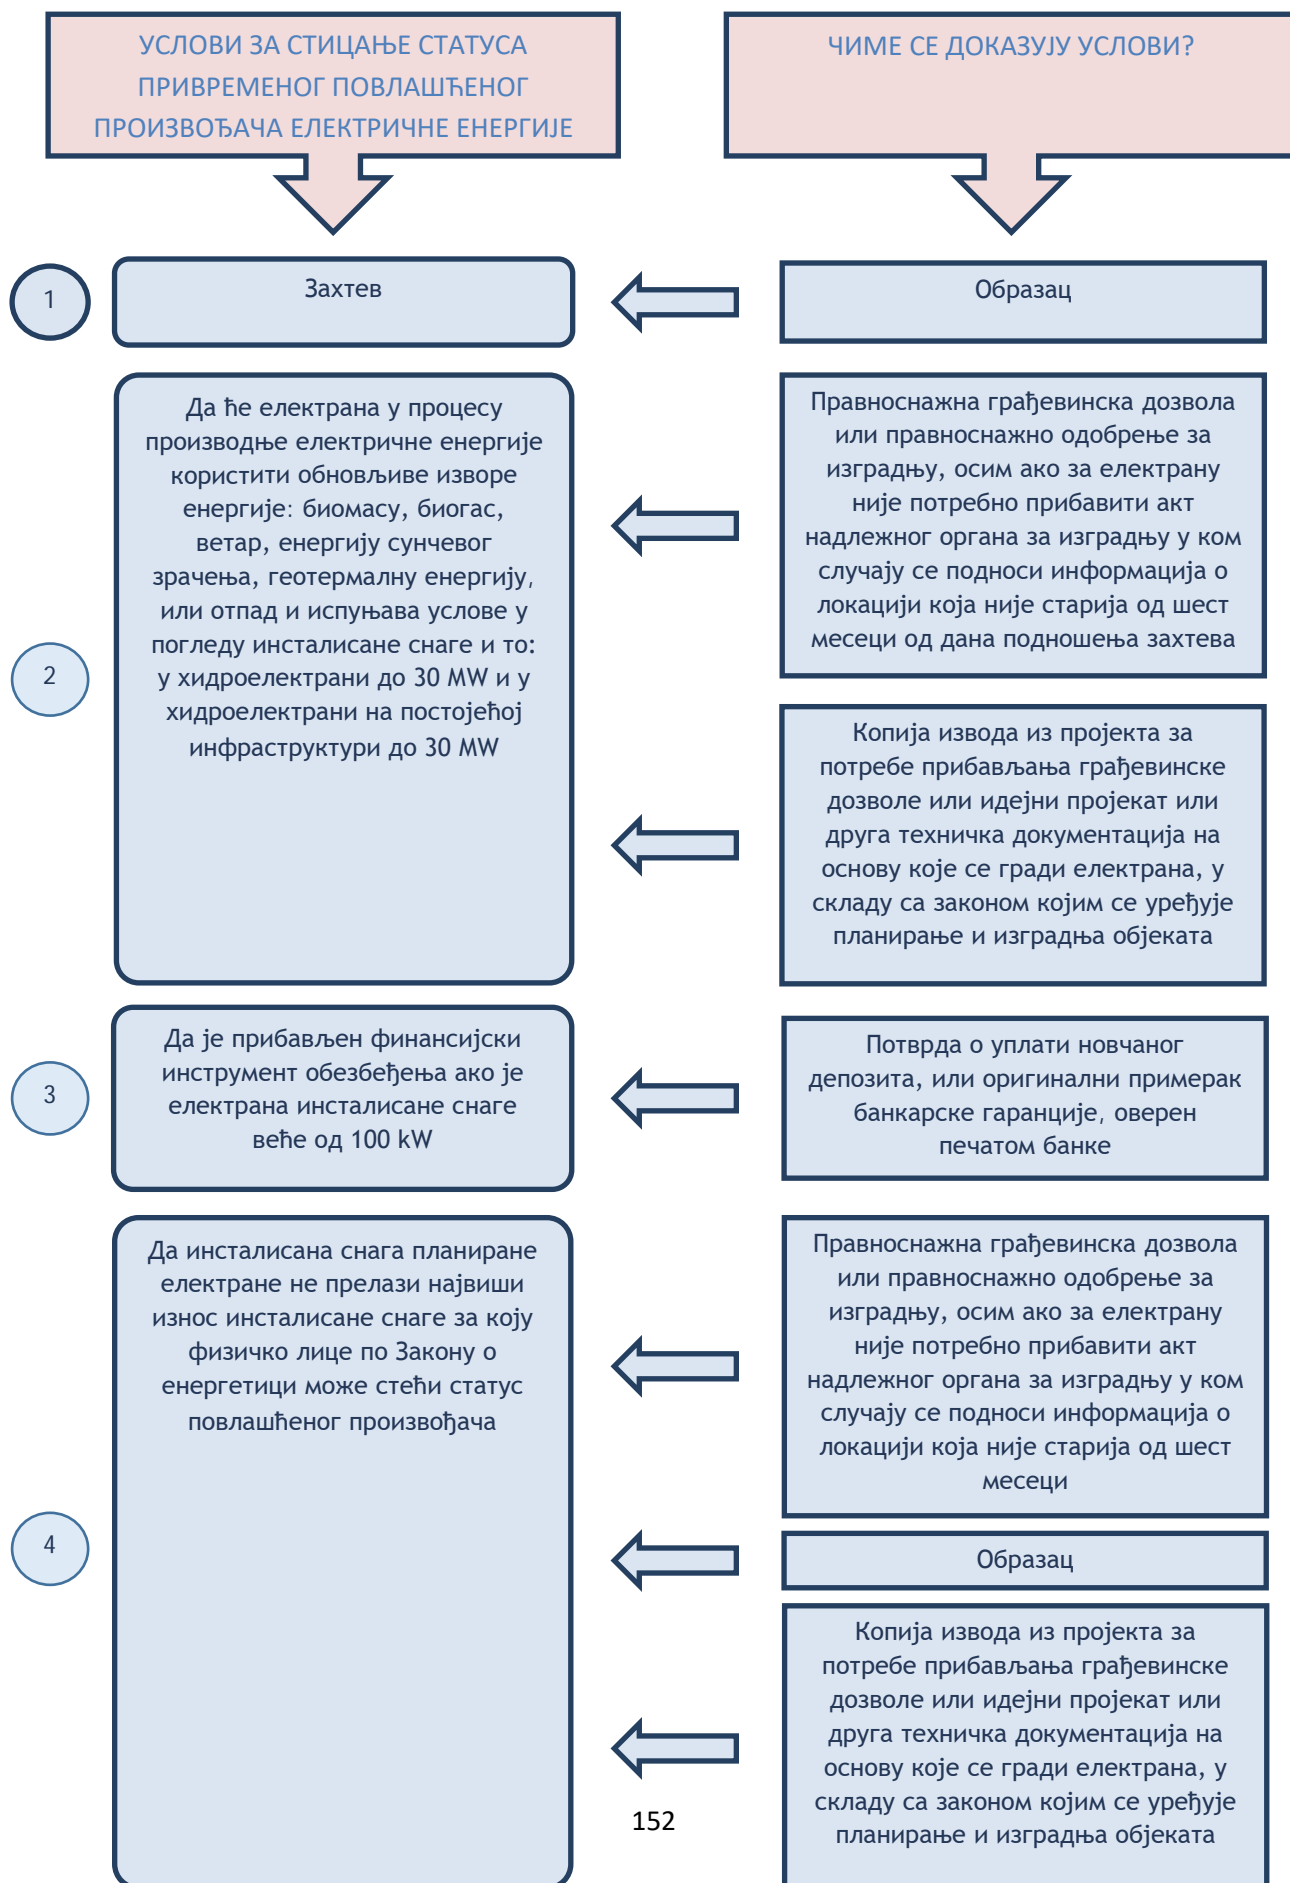 УСЛОВИ ЗА СТИЦАЊЕ СТАТУСА
ПРИВРЕМЕНОГ ПОВЛАШЋЕНОГ
ПРОИЗВОЂАЧА ЕЛЕКТРИЧНЕ ЕНЕРГИЈЕ
ЧИМЕ СЕ ДОКАЗУЈУ УСЛОВИ?
1
Захтев
Образац
2
Да ће електрана у процесу
производње електричне енергије
користити обновљиве изворе
енергије: биомасу, биогас,
ветар, енергију сунчевог
зрачења, геотермалну енергију,
или отпад и испуњава услове у
погледу инсталисане снаге и то:
у хидроелектрани до 30 MW и у
хидроелектрани на постојећој
инфраструктури до 30 MW
Правноснажна грађевинска дозвола
или правноснажно одобрење за
изградњу, осим ако за електрану
није потребно прибавити акт
надлежног органа за изградњу у ком
случају се подноси информација о
локацији која није старија од шест
месеци од дана подношења захтева
Копија извода из пројекта за
потребе прибављања грађевинске
дозволе или идејни пројекат или
друга техничка документација на
основу које се гради електрана, у
складу са законом којим се уређује
планирање и изградња објеката
3
Да је прибављен финансијски
инструмент обезбеђења ако је
електрана инсталисане снаге
веће од 100 kW
Потврда о уплати новчаног
депозита, или оригинални примерак
банкарске гаранције, оверен
печатом банке
4
Да инсталисана снага планиране
електране не прелази највиши
износ инсталисане снаге за коју
физичко лице по Закону о
енергетици може стећи статус
повлашћеног произвођача
Правноснажна грађевинска дозвола
или правноснажно одобрење за
изградњу, осим ако за електрану
није потребно прибавити акт
надлежног органа за изградњу у ком
случају се подноси информација о
локацији која није старија од шест
месеци
Образац
Копија извода из пројекта за
потребе прибављања грађевинске
дозволе или идејни пројекат или
друга техничка документација на
основу које се гради електрана, у
складу са законом којим се уређује
планирање и изградња објеката
152